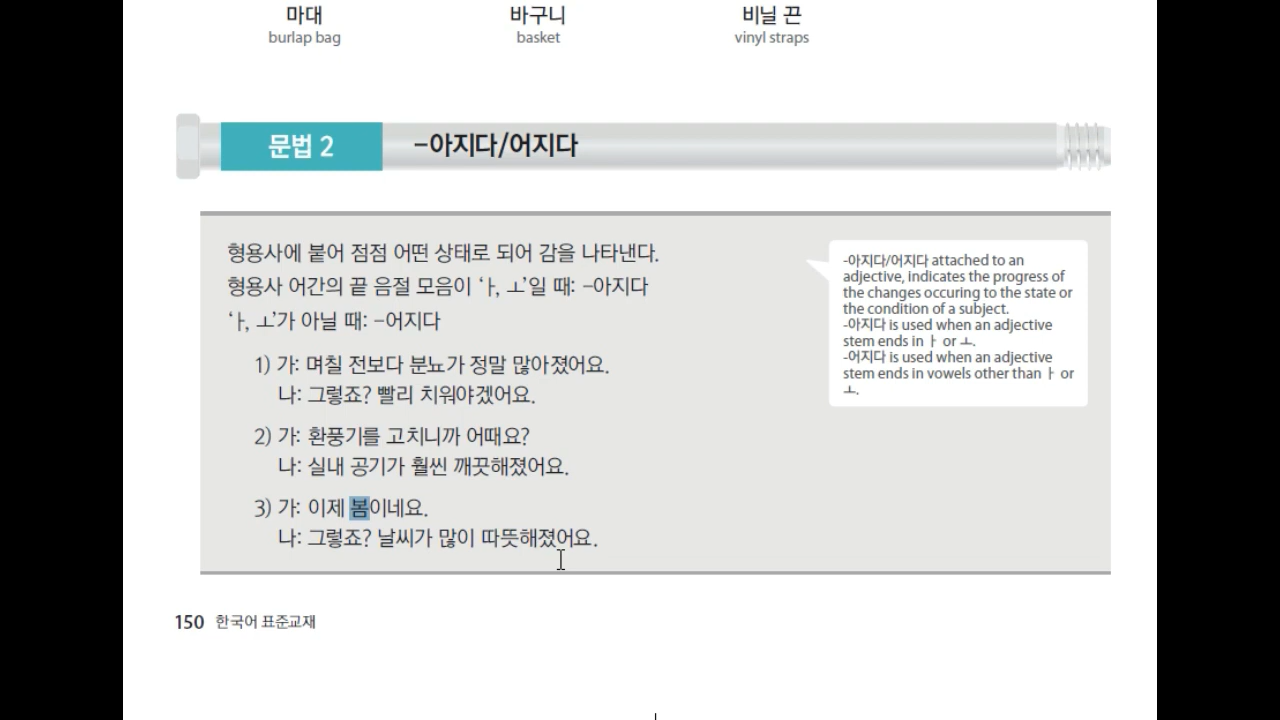 마대 바구니 비닐 끈
burlap bag basket vinyl straps
문법 2 -아지다/어지다
형용사에 붙어 점점 어떤 상태로 되어 감을 나타낸다.
형용사 어간의 끝 음절 모음이 ‘ㅏ, ㅗ’일 때: -아지다
‘ㅏ, ㅗ’가 아닐 때: -어지다
1) 가: 며칠 전보다 분뇨가 정말 많아졌어요.
나: 그렇죠? 빨리 치워야겠어요.
2) 가: 환풍기를 고치니까 어때요?
나: 실내 공기가 훨씬 깨끗해졌어요.
3) 가: 이제 봄이네요.
나: 그렇죠? 날씨가 많이 따뜻해졌어요.
-아지다/어지다 attached to an
adjective, indicates the progress of
the changes occuring to the state or
the condition of a subject.
-아지다 is used when an adjective
stem ends in ㅏ or ㅗ.
-어지다 is used when an adjective
stem ends in vowels other than ㅏ or
ㅗ.
150 한국어 표준교재